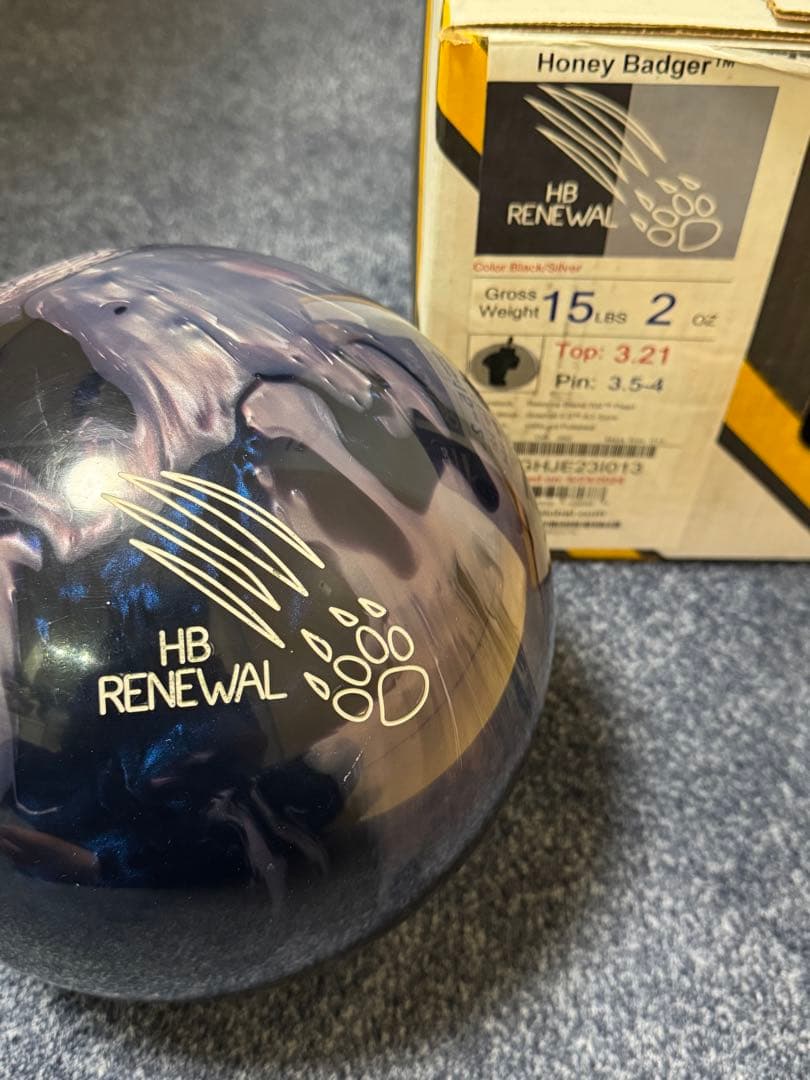 Honey Badger™
HB
RENEWAL
Color Black/Silver
Gross
Weight 15 LBS 2 OZ
Top: 3.21
Pin: 3.5-4
GHJE23I013
HB
RENEWAL